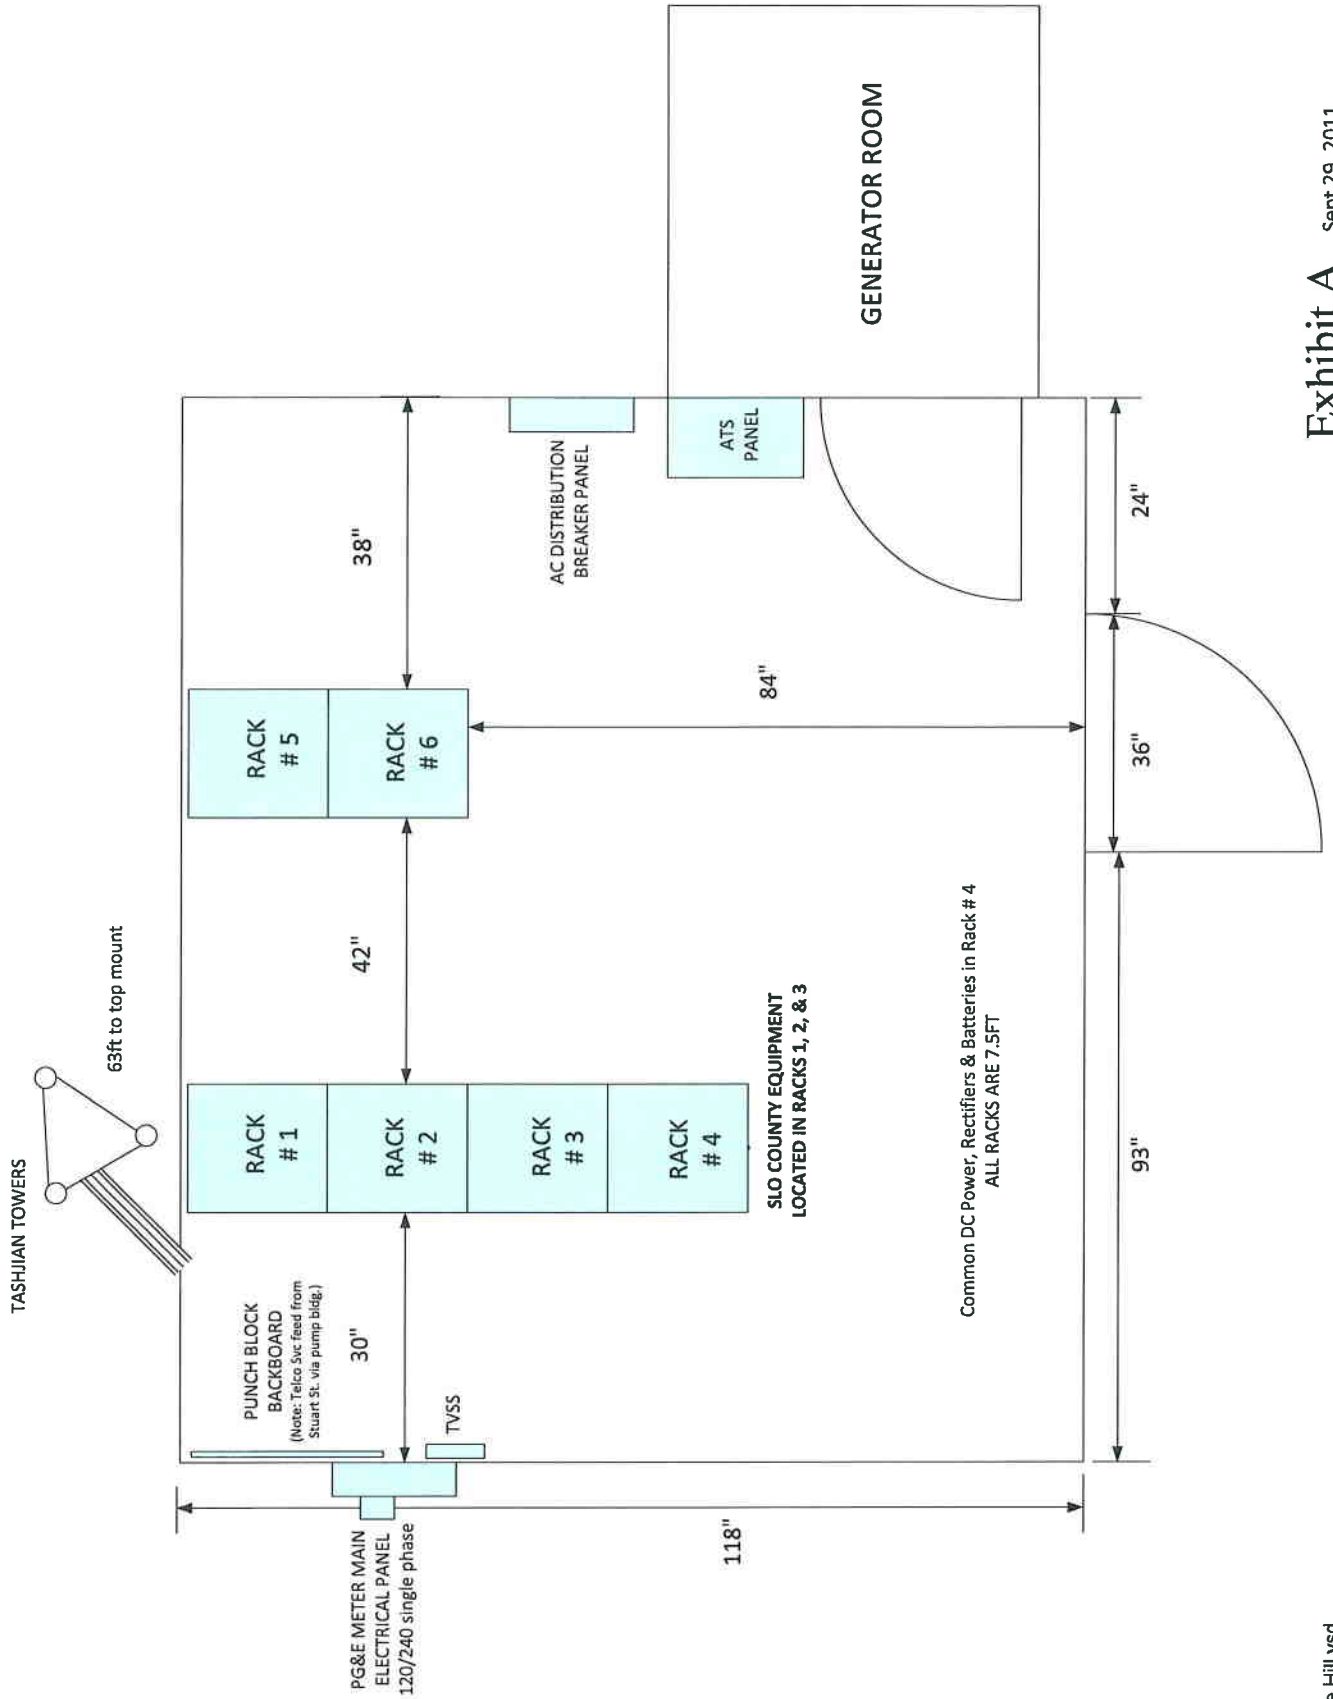 TASHJIAN TOWERS
63ft to top mount
PUNCH BLOCK
BACKBOARD
(Note: Telco Svc feed from
Stuart St. via pump bldg.)
PG&E METER MAIN
ELECTRICAL PANEL
120/240 single phase
TVSS
30"
42"
38"
RACK
# 1
RACK
# 2
RACK
# 3
RACK
# 4
RACK
# 5
RACK
# 6
SLO COUNTY EQUIPMENT
LOCATED IN RACKS 1, 2, & 3
AC DISTRIBUTION
BREAKER PANEL
ATS
PANEL
GENERATOR ROOM
118"
84"
Common DC Power, Rectifiers & Batteries in Rack # 4
ALL RACKS ARE 7.5FT
93"
36"
24"
Hill.vsd
Exhibit A
Sept 29, 2011